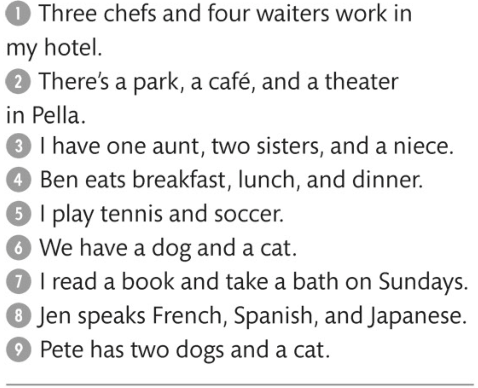 1 Three chefs and four waiters work in
my hotel.
2 There's a park, a café, and a theater
in Pella.
3 I have one aunt, two sisters, and a niece.
4 Ben eats breakfast, lunch, and dinner.
5 I play tennis and soccer.
6 We have a dog and a cat.
7 I read a book and take a bath on Sundays.
8 Jen speaks French, Spanish, and Japanese.
9 Pete has two dogs and a cat.